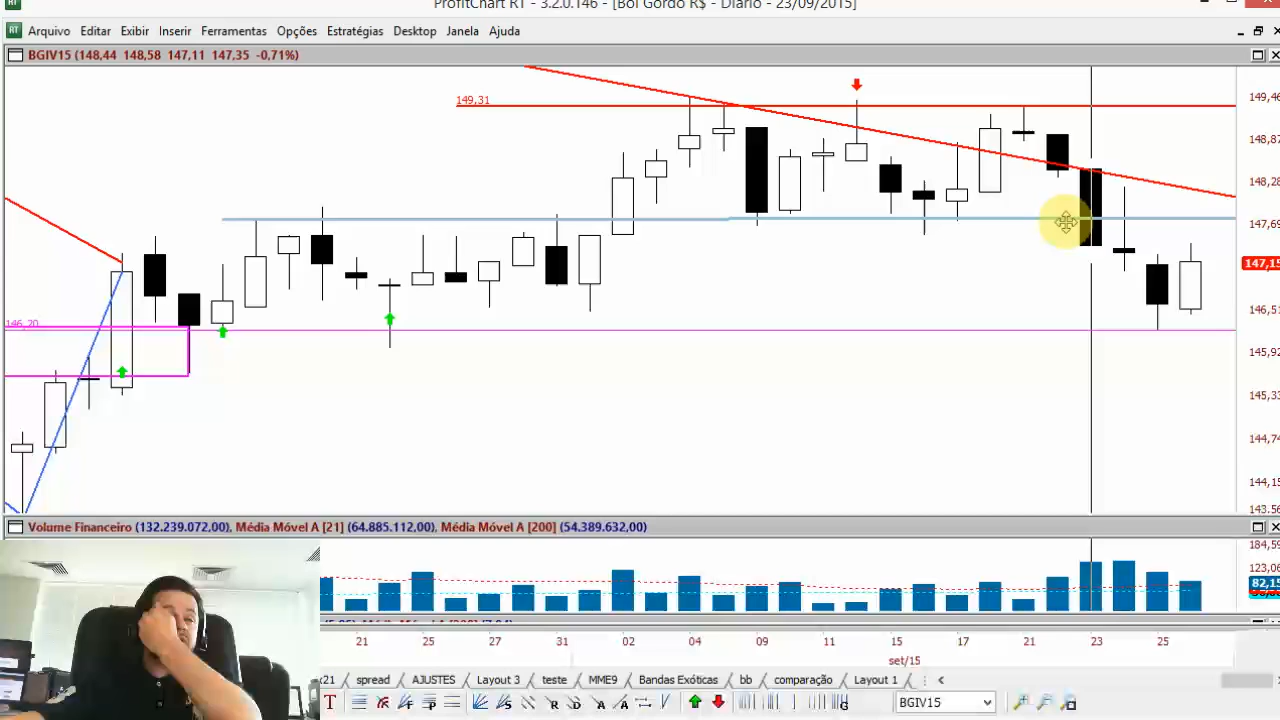 ProfitChart RT - 3.2.0.146 - [Boi Gordo R$ - Diário - 23/09/2015]
RT Arquivo Editar Exibir Inserir Ferramentas Opções Estratégias Desktop Janela Ajuda
BGIV15 (148,44 148,58 147,11 147,35 -0,71%)
149,31
146,20
149,46
148,87
148,28
147,69
147,15
146,51
145,92
145,33
144,74
144,15
143,56
Volume Financeiro (132.239.072,00), Média Móvel A [21] (64.885.112,00), Média Móvel A [200] (54.389.632,00)
184,59
123,06
82,15
21 23 25 27 31 02 04 09 11 15 17 21 23 25
set/15
x21 spread AJUSTES Layout 3 teste MME9 Bandas Exóticas bb comparação Layout 1
BGIV15